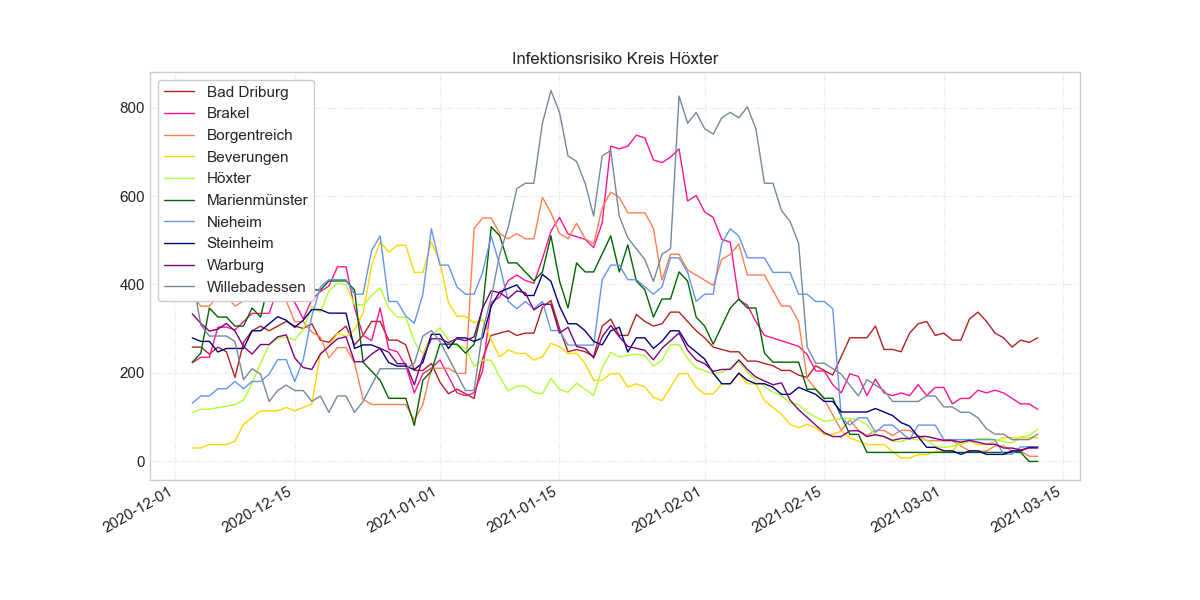 Infektionsrisiko Kreis Höxter
Bad Driburg
Brakel
Borgentreich
Beverungen
Höxter
Marienmünster
Nieheim
Steinheim
Warburg
Willebadessen
800
600
400
200
0
2020-12-01
2020-12-15
2021-01-01
2021-01-15
2021-02-01
2021-02-15
2021-03-01
2021-03-15